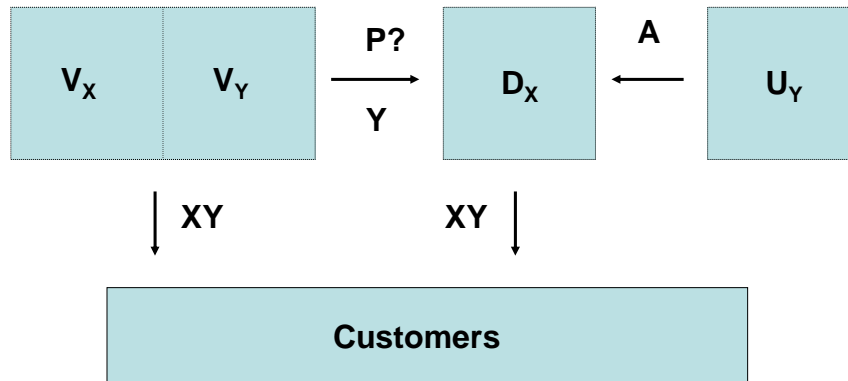 P?
A
V_X
V_Y
D_X
U_Y
Y
XY
XY
Customers